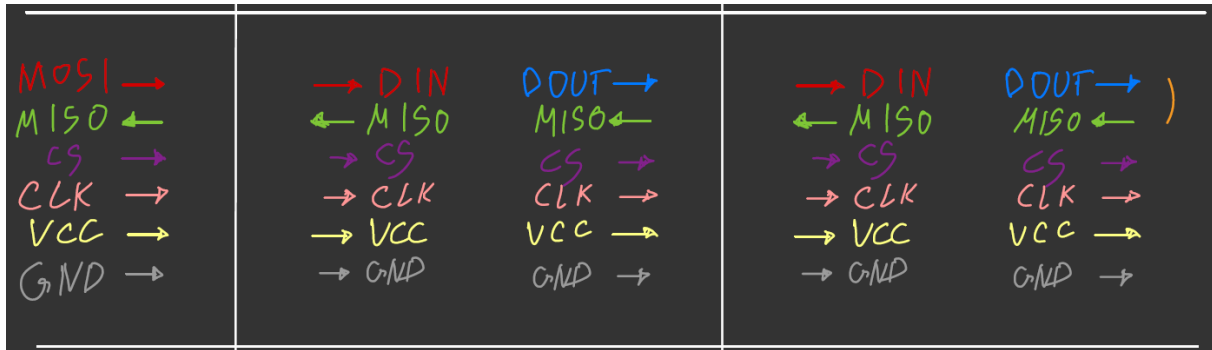 MOSI → → DIN DOUT → → DIN DOUT →
MISO ← ← MISO MISO ← ← MISO MISO ← )
CS → → CS CS → → CS CS →
CLK → → CLK CLK → → CLK CLK →
VCC → → VCC VCC → → VCC VCC →
GND → → GND GND → → GND GND →